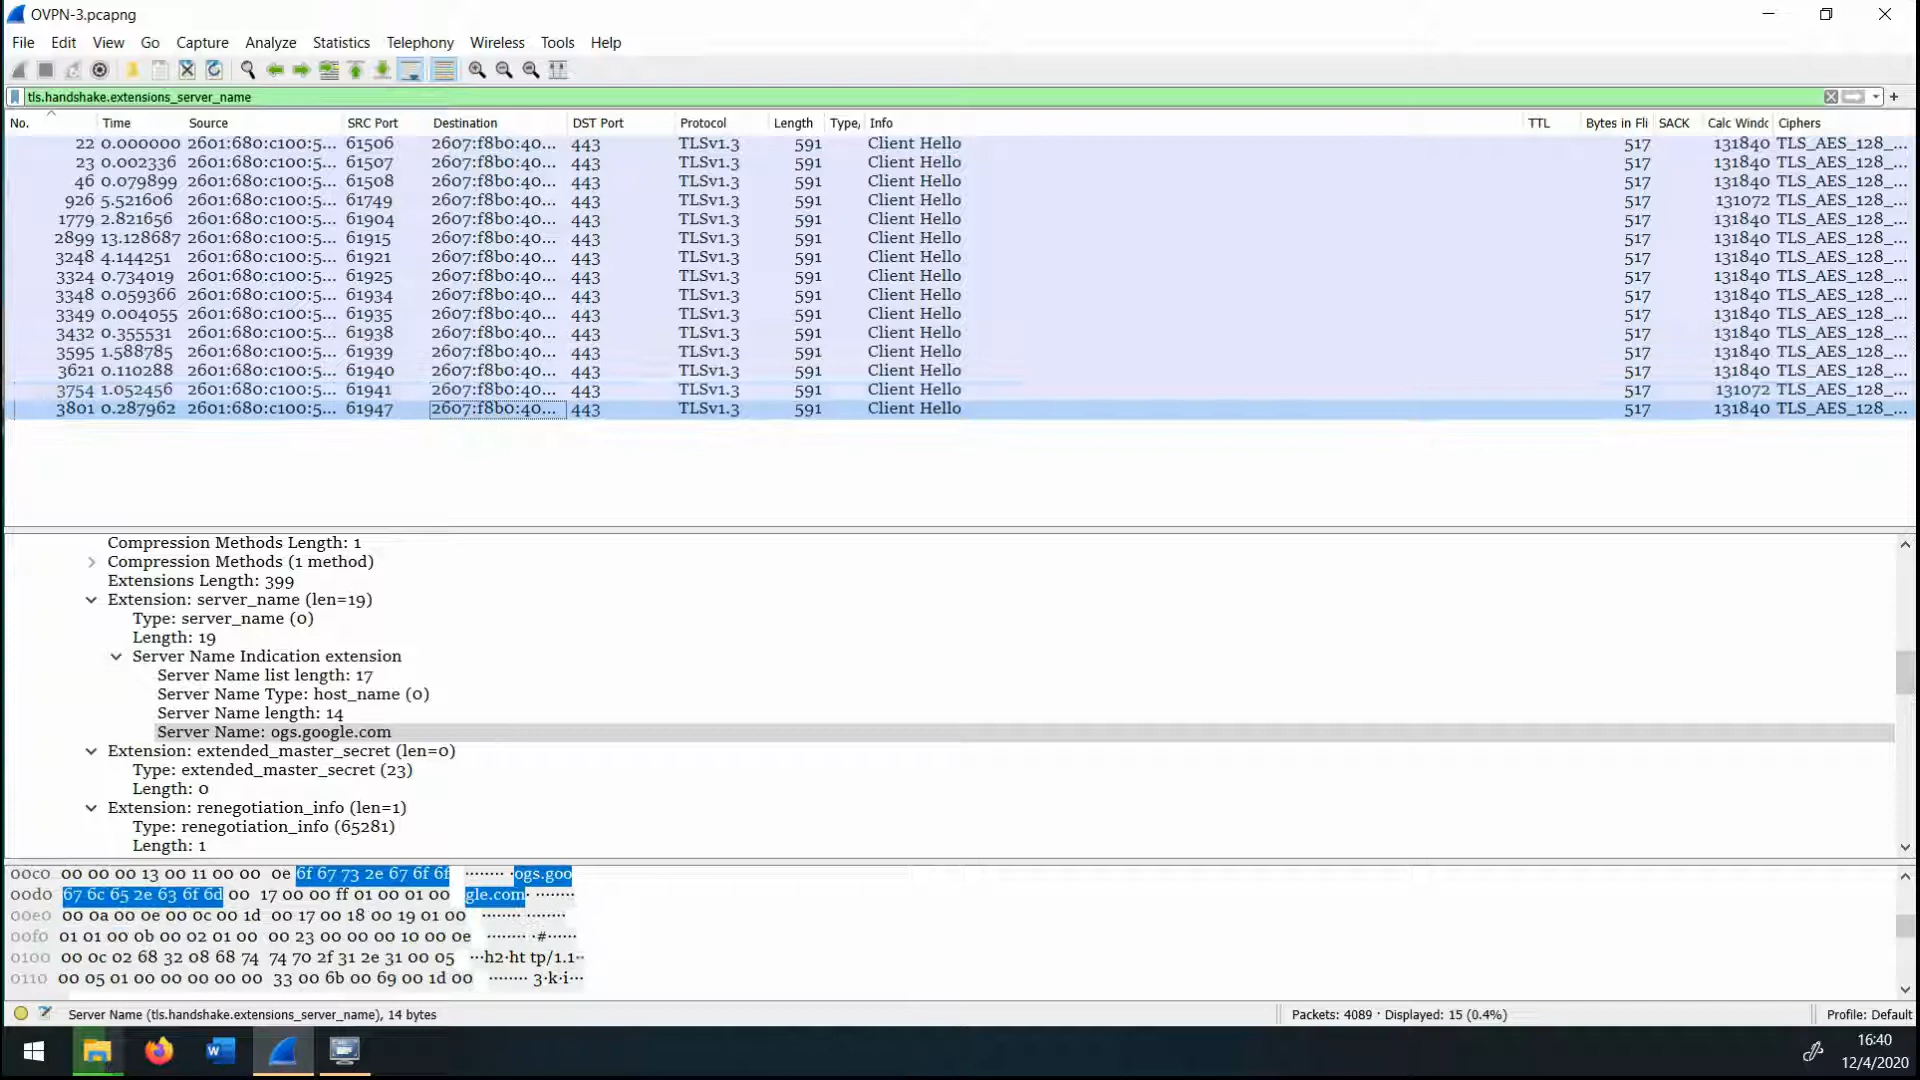 OVPN-3.pcapng
File Edit View Go Capture Analyze Statistics Telephony Wireless Tools Help
tls.handshake.extensions_server_name
No. Time Source SRC Port Destination DST Port Protocol Length Type, Info TTL Bytes in Fli SACK Calc Windo Ciphers
22 0.000000 2601:680:c100:5... 61506 2607:f8b0:40... 443 TLSv1.3 591 Client Hello 517 131840 TLS_AES_128_...
23 0.002336 2601:680:c100:5... 61507 2607:f8b0:40... 443 TLSv1.3 591 Client Hello 517 131840 TLS_AES_128_...
46 0.079899 2601:680:c100:5... 61508 2607:f8b0:40... 443 TLSv1.3 591 Client Hello 517 131840 TLS_AES_128_...
926 5.521606 2601:680:c100:5... 61749 2607:f8b0:40... 443 TLSv1.3 591 Client Hello 517 131072 TLS_AES_128_...
1779 2.821656 2601:680:c100:5... 61904 2607:f8b0:40... 443 TLSv1.3 591 Client Hello 517 131840 TLS_AES_128_...
2899 13.128687 2601:680:c100:5... 61915 2607:f8b0:40... 443 TLSv1.3 591 Client Hello 517 131840 TLS_AES_128_...
3248 4.144251 2601:680:c100:5... 61921 2607:f8b0:40... 443 TLSv1.3 591 Client Hello 517 131840 TLS_AES_128_...
3324 0.734019 2601:680:c100:5... 61925 2607:f8b0:40... 443 TLSv1.3 591 Client Hello 517 131840 TLS_AES_128_...
3348 0.059366 2601:680:c100:5... 61934 2607:f8b0:40... 443 TLSv1.3 591 Client Hello 517 131840 TLS_AES_128_...
3349 0.004055 2601:680:c100:5... 61935 2607:f8b0:40... 443 TLSv1.3 591 Client Hello 517 131840 TLS_AES_128_...
3432 0.355531 2601:680:c100:5... 61938 2607:f8b0:40... 443 TLSv1.3 591 Client Hello 517 131840 TLS_AES_128_...
3595 1.588785 2601:680:c100:5... 61939 2607:f8b0:40... 443 TLSv1.3 591 Client Hello 517 131840 TLS_AES_128_...
3621 0.110288 2601:680:c100:5... 61940 2607:f8b0:40... 443 TLSv1.3 591 Client Hello 517 131840 TLS_AES_128_...
3754 1.052456 2601:680:c100:5... 61941 2607:f8b0:40... 443 TLSv1.3 591 Client Hello 517 131072 TLS_AES_128_...
3801 0.287962 2601:680:c100:5... 61947 2607:f8b0:40... 443 TLSv1.3 591 Client Hello 517 131840 TLS_AES_128_...
Compression Methods Length: 1
Compression Methods (1 method)
Extensions Length: 399
Extension: server_name (len=19)
Type: server_name (0)
Length: 19
Server Name Indication extension
Server Name list length: 17
Server Name Type: host_name (0)
Server Name length: 14
Server Name: ogs.google.com
Extension: extended_master_secret (len=0)
Type: extended_master_secret (23)
Length: 0
Extension: renegotiation_info (len=1)
Type: renegotiation_info (65281)
Length: 1
00c0 00 00 00 13 00 11 00 00 0e 6f 67 73 2e 67 6f 6f ········ ·ogs.goo
00d0 67 6c 65 2e 63 6f 6d 00 17 00 00 ff 01 00 01 00 gle.com· ········
00e0 00 0a 00 0e 00 0c 00 1d 00 17 00 18 00 19 01 00 ········ ········
00f0 01 01 00 0b 00 02 01 00 00 23 00 00 00 10 00 0e ········ ·#······
0100 00 0c 02 68 32 08 68 74 74 70 2f 31 2e 31 00 05 ···h2·ht tp/1.1··
0110 00 05 01 00 00 00 00 00 33 00 6b 00 69 00 1d 00 ········ 3·k·i···
Server Name (tls.handshake.extensions_server_name), 14 bytes Packets: 4089 · Displayed: 15 (0.4%) Profile: Default
16:40
12/4/2020